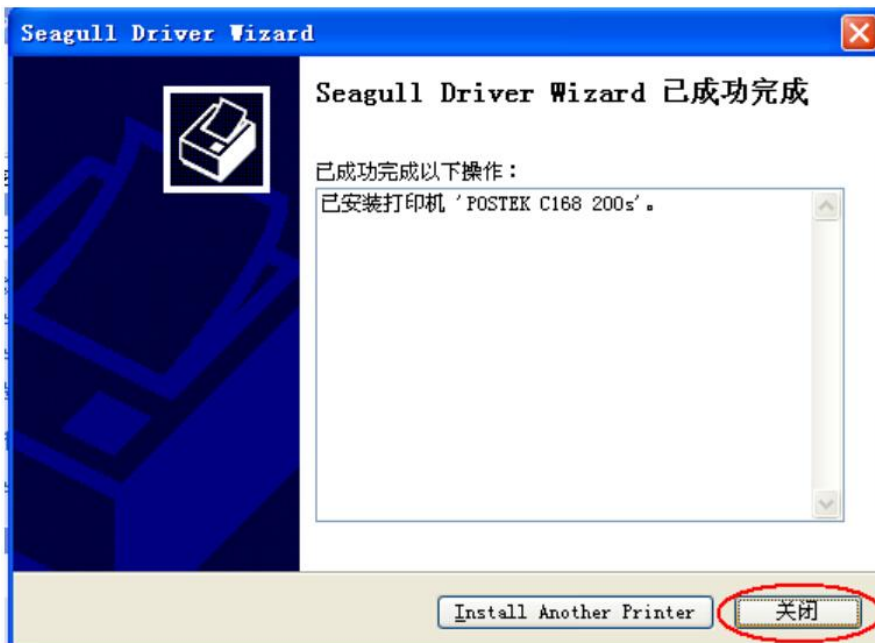 Seagull Driver Wizard
Seagull Driver Wizard 已成功完成
已成功完成以下操作：
已安装打印机 'POSTEK C168 200s'。
Install Another Printer
关闭